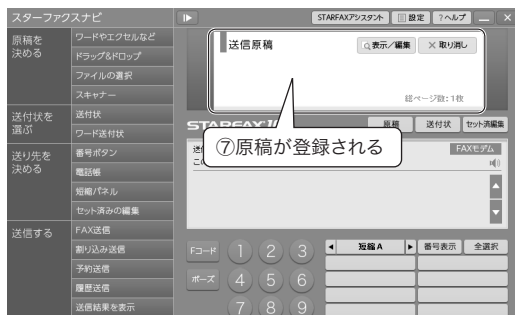 スターファクスナビ
STARFAXアシスタント
設定
?ヘルプ
原稿を
決める
ワードやエクセルなど
ドラッグ&ドロップ
ファイルの選択
スキャナー
送付状を
選ぶ
送付状
ワード送付状
送り先を
決める
番号ボタン
電話帳
短縮パネル
セット済みの編集
送信する
FAX送信
割り込み送信
予約送信
履歴送信
送信結果を表示
送信原稿
表示/編集
取り消し
総ページ数:1枚
⑦原稿が登録される
STARFAX
原稿
送付状
セット済編集
FAXモデム
Fコード
1
2
3
短縮A
番号表示
全選択
ポーズ
4
5
6
7
8
9